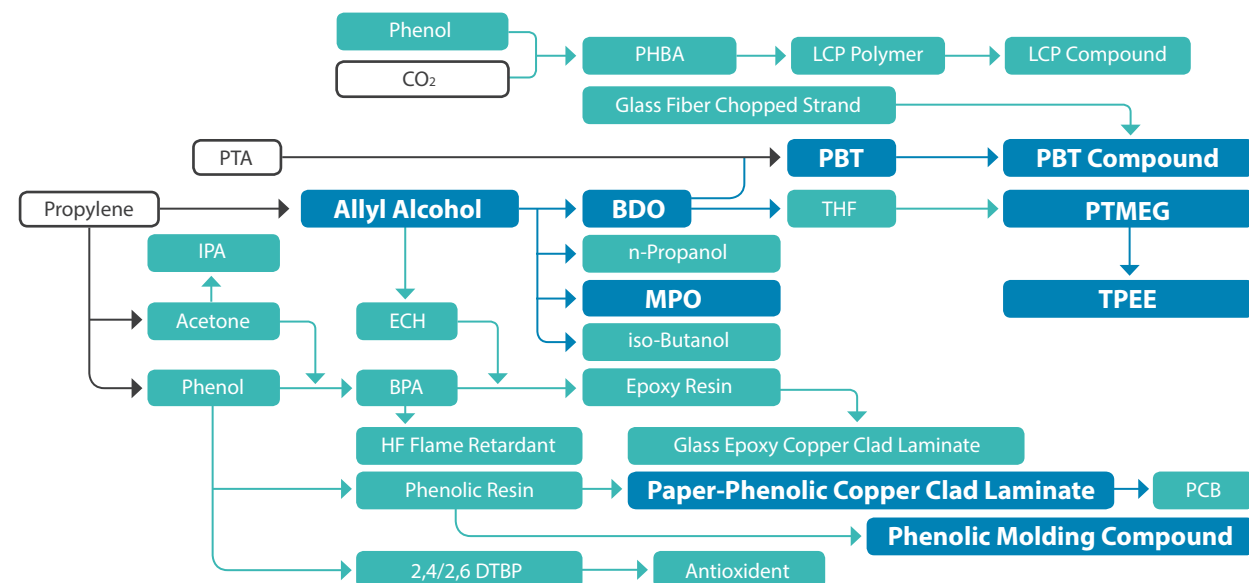 Phenol
PHBA
LCP Polymer
LCP Compound
CO₂
Glass Fiber Chopped Strand
PTA
PBT
PBT Compound
Propylene
Allyl Alcohol
BDO
THF
PTMEG
IPA
n-Propanol
MPO
TPEE
Acetone
ECH
iso-Butanol
Phenol
BPA
Epoxy Resin
HF Flame Retardant
Glass Epoxy Copper Clad Laminate
Phenolic Resin
Paper-Phenolic Copper Clad Laminate
PCB
Phenolic Molding Compound
2,4/2,6 DTBP
Antioxident